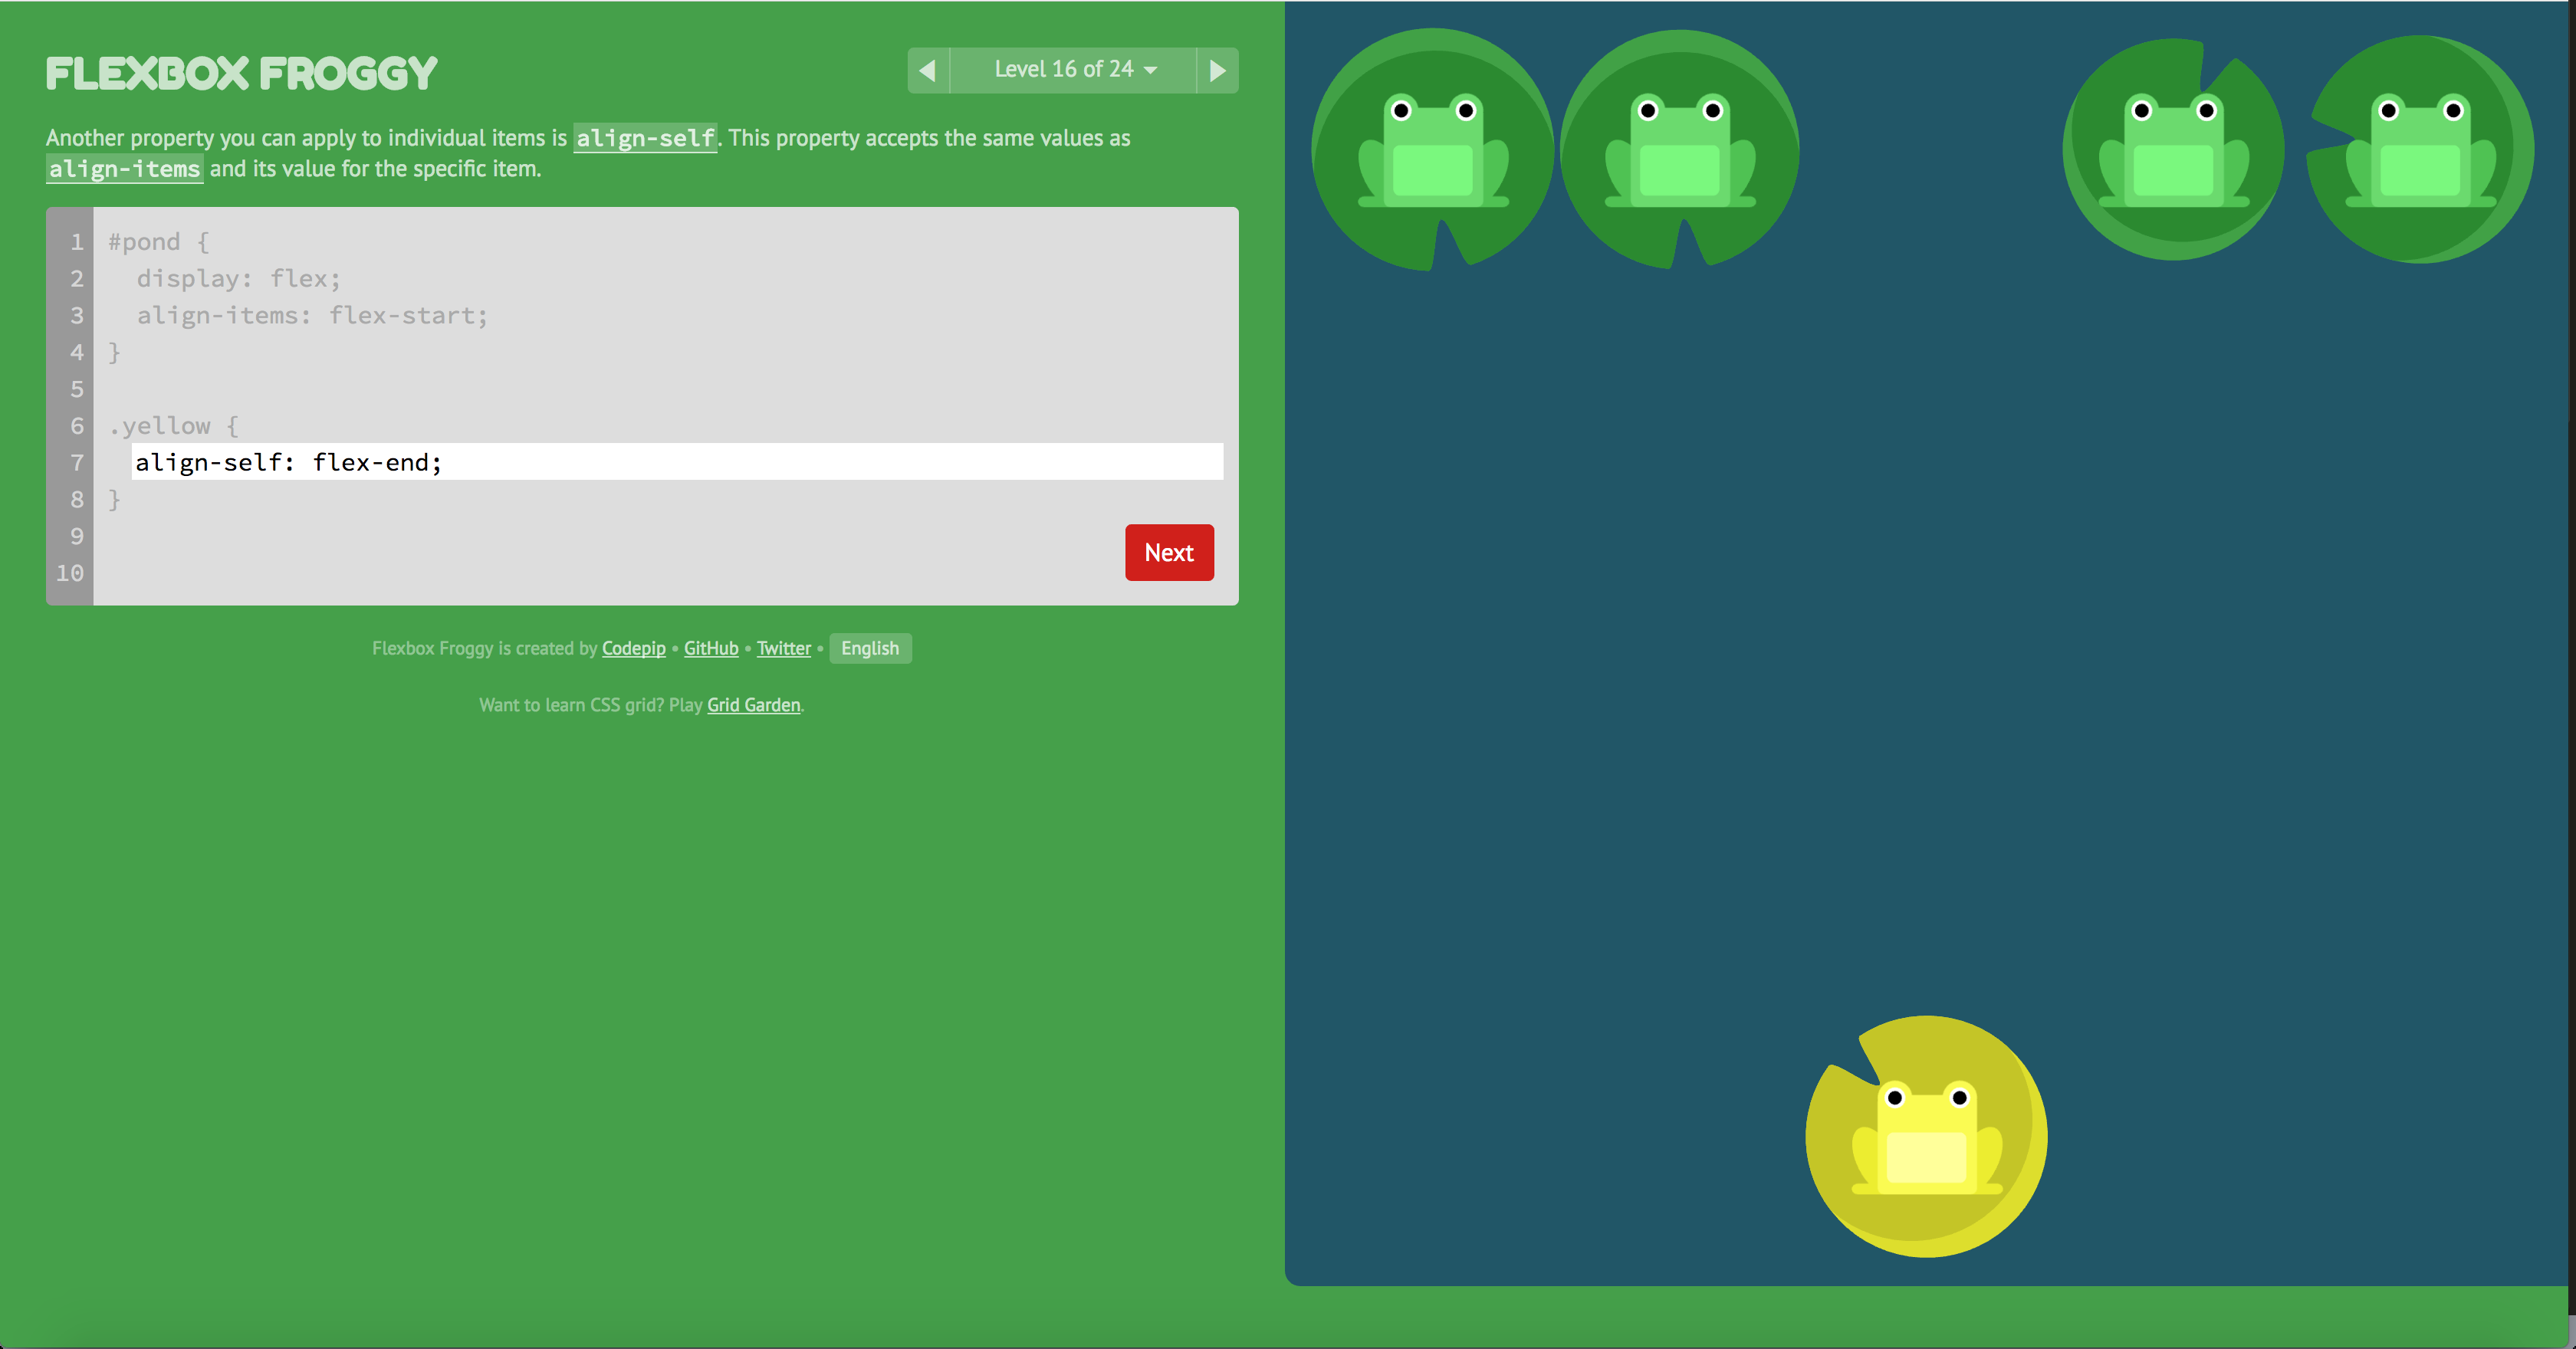 FLEXBOX FROGGY
Level 16 of 24
Another property you can apply to individual items is align-self. This property accepts the same values as
align-items and its value for the specific item.
1 #pond {
2 display: flex;
3 align-items: flex-start;
4 }
5
6 .yellow {
7 align-self: flex-end;
8 }
9
10
Next
Flexbox Froggy is created by Codepip • GitHub • Twitter • English
Want to learn CSS grid? Play Grid Garden.